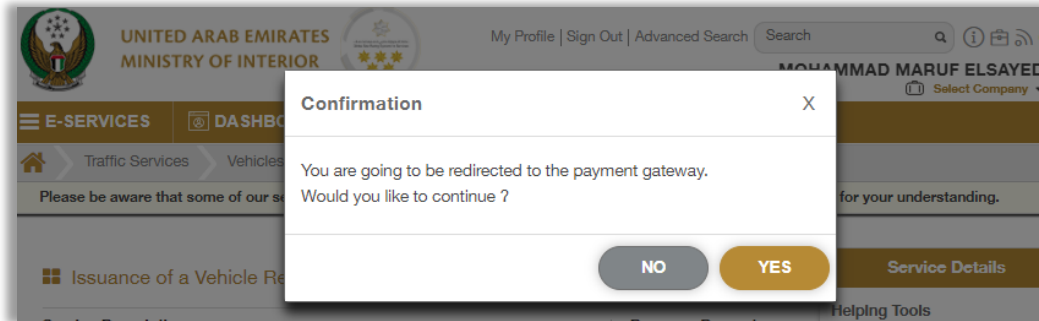 UNITED ARAB EMIRATES
MINISTRY OF INTERIOR
My Profile | Sign Out | Advanced Search Search
MOHAMMAD MARUF ELSAYED
Select Company
Confirmation X
E-SERVICES DASHBO
Traffic Services Vehicles
You are going to be redirected to the payment gateway.
Would you like to continue ?
Please be aware that some of our se for your understanding.
NO YES
Issuance of a Vehicle Re
Service Details
Helping Tools